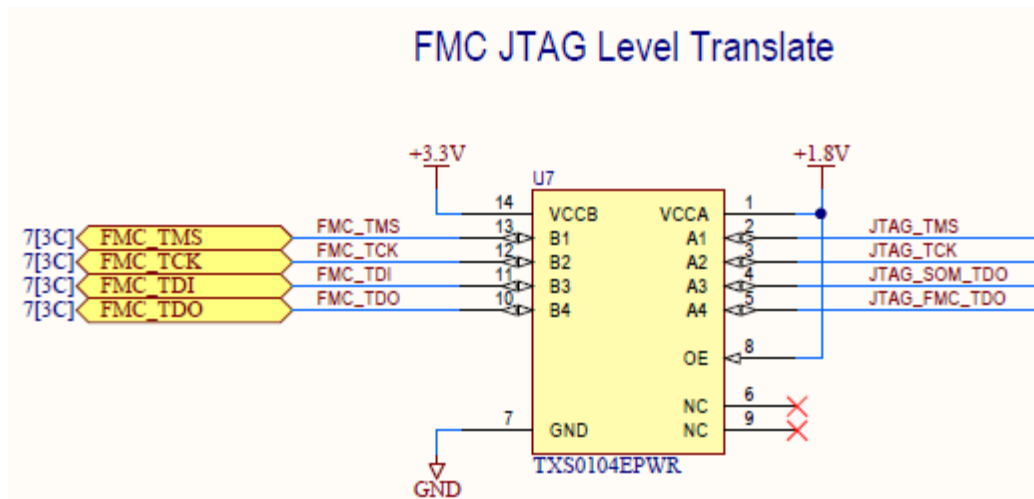 FMC JTAG Level Translate
+3.3V
+1.8V
U7
14 VCCB VCCA 1
7[3C] FMC_TMS FMC_TMS 13 B1 A1 2 JTAG_TMS
7[3C] FMC_TCK FMC_TCK 12 B2 A2 3 JTAG_TCK
7[3C] FMC_TDI FMC_TDI 11 B3 A3 4 JTAG_SOM_TDO
7[3C] FMC_TDO FMC_TDO 10 B4 A4 5 JTAG_FMC_TDO
OE 8
NC 6
7 GND NC 9
TXS0104EPWR
GND